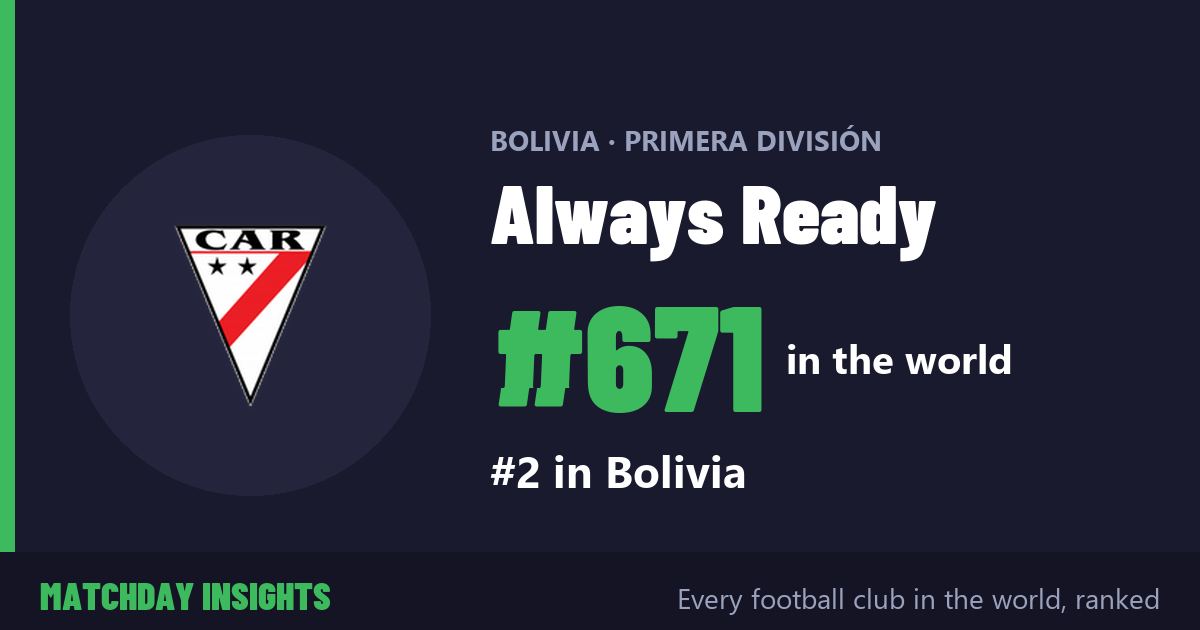 BOLIVIA · PRIMERA DIVISIÓN
Always Ready
CAR
#671 in the world
#2 in Bolivia
MATCHDAY INSIGHTS
Every football club in the world, ranked